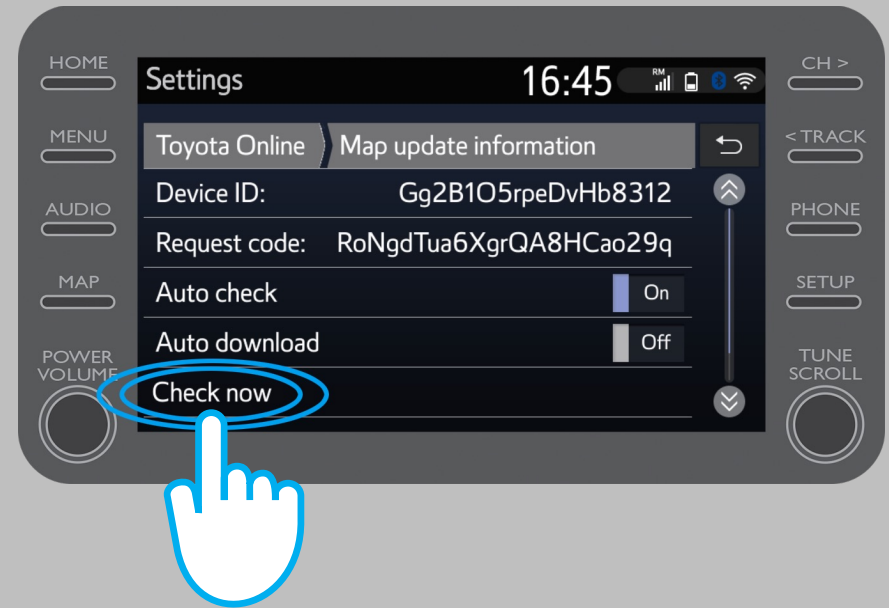 HOME
MENU
AUDIO
MAP
POWER
VOLUME
Settings
16:45
RM
Toyota Online
Map update information
Device ID: Gg2B1O5rpeDvHb8312
Request code: RoNgdTua6XgrQA8HCao29q
Auto check On
Auto download Off
Check now
CH >
< TRACK
PHONE
SETUP
TUNE
SCROLL